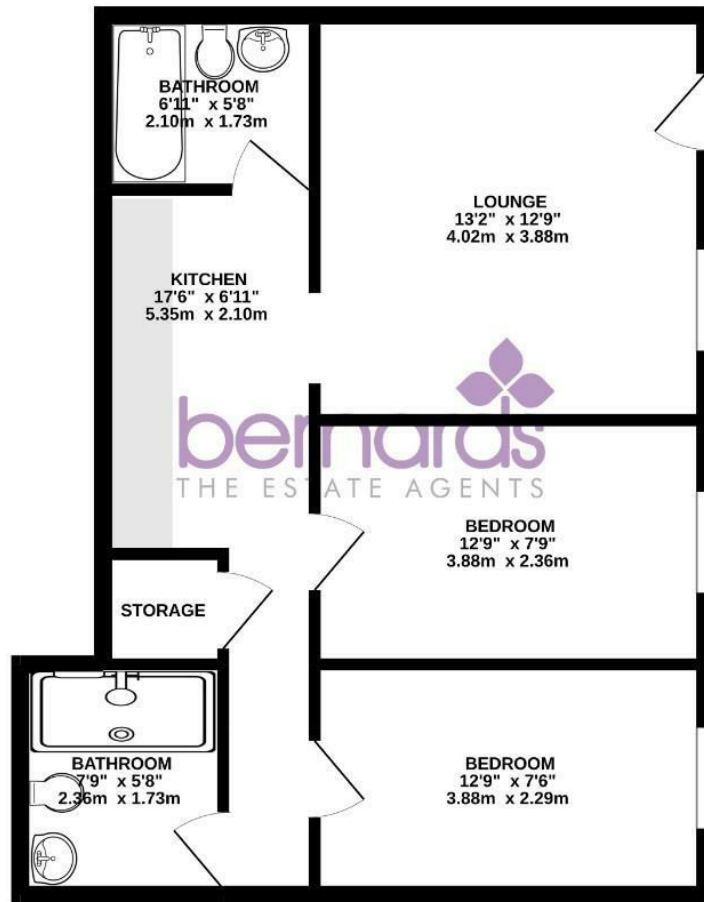 BATHROOM
6'11" x 5'8"
2.10m x 1.73m
LOUNGE
13'2" x 12'9"
4.02m x 3.88m
KITCHEN
17'6" x 6'11"
5.35m x 2.10m
bernards
THE ESTATE AGENTS
BEDROOM
12'9" x 7'9"
3.88m x 2.36m
STORAGE
BATHROOM
7'9" x 5'8"
2.36m x 1.73m
BEDROOM
12'9" x 7'6"
3.88m x 2.29m